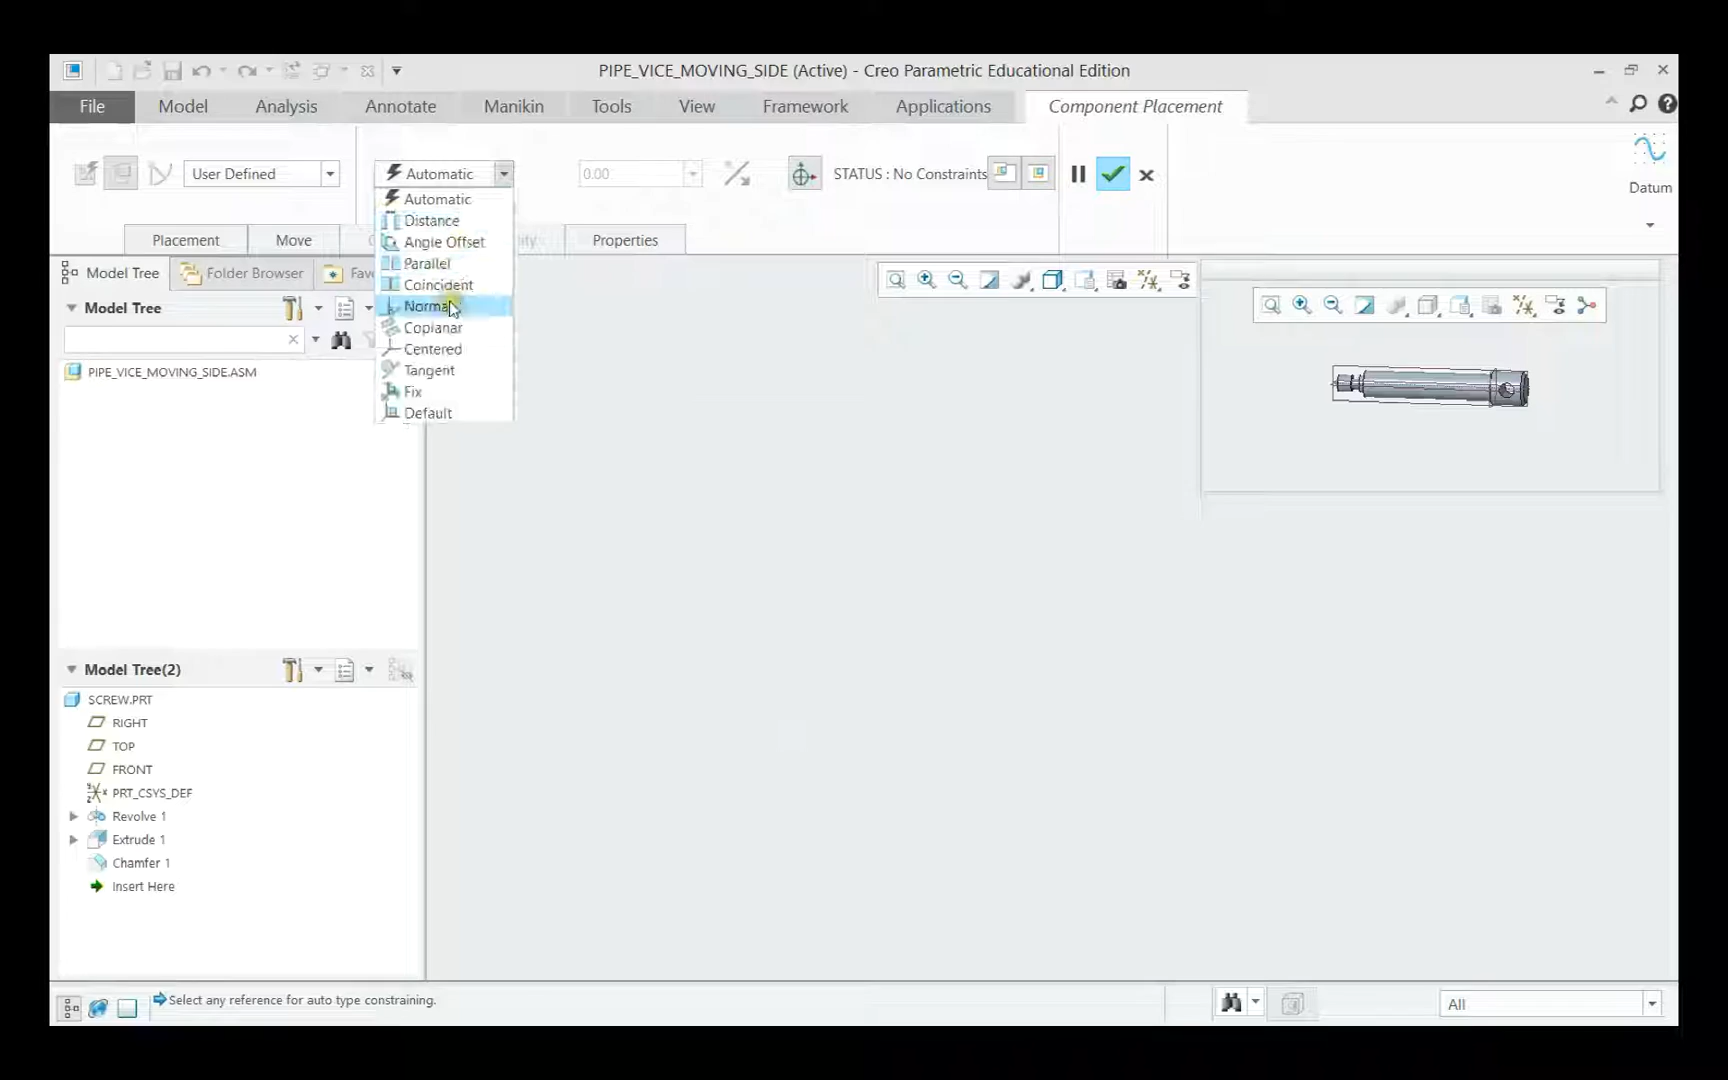 PIPE_VICE_MOVING_SIDE (Active) - Creo Parametric Educational Edition
File Model Analysis Annotate Manikin Tools View Framework Applications Component Placement
User Defined Automatic 0.00 STATUS : No Constraints
Datum
Automatic
Distance
Angle Offset
Parallel
Coincident
Normal
Coplanar
Centered
Tangent
Fix
Default
Placement Move Properties
Model Tree Folder Browser Fav
Model Tree
PIPE_VICE_MOVING_SIDE.ASM
Model Tree(2)
SCREW.PRT
RIGHT
TOP
FRONT
PRT_CSYS_DEF
Revolve 1
Extrude 1
Chamfer 1
Insert Here
Select any reference for auto type constraining.
All